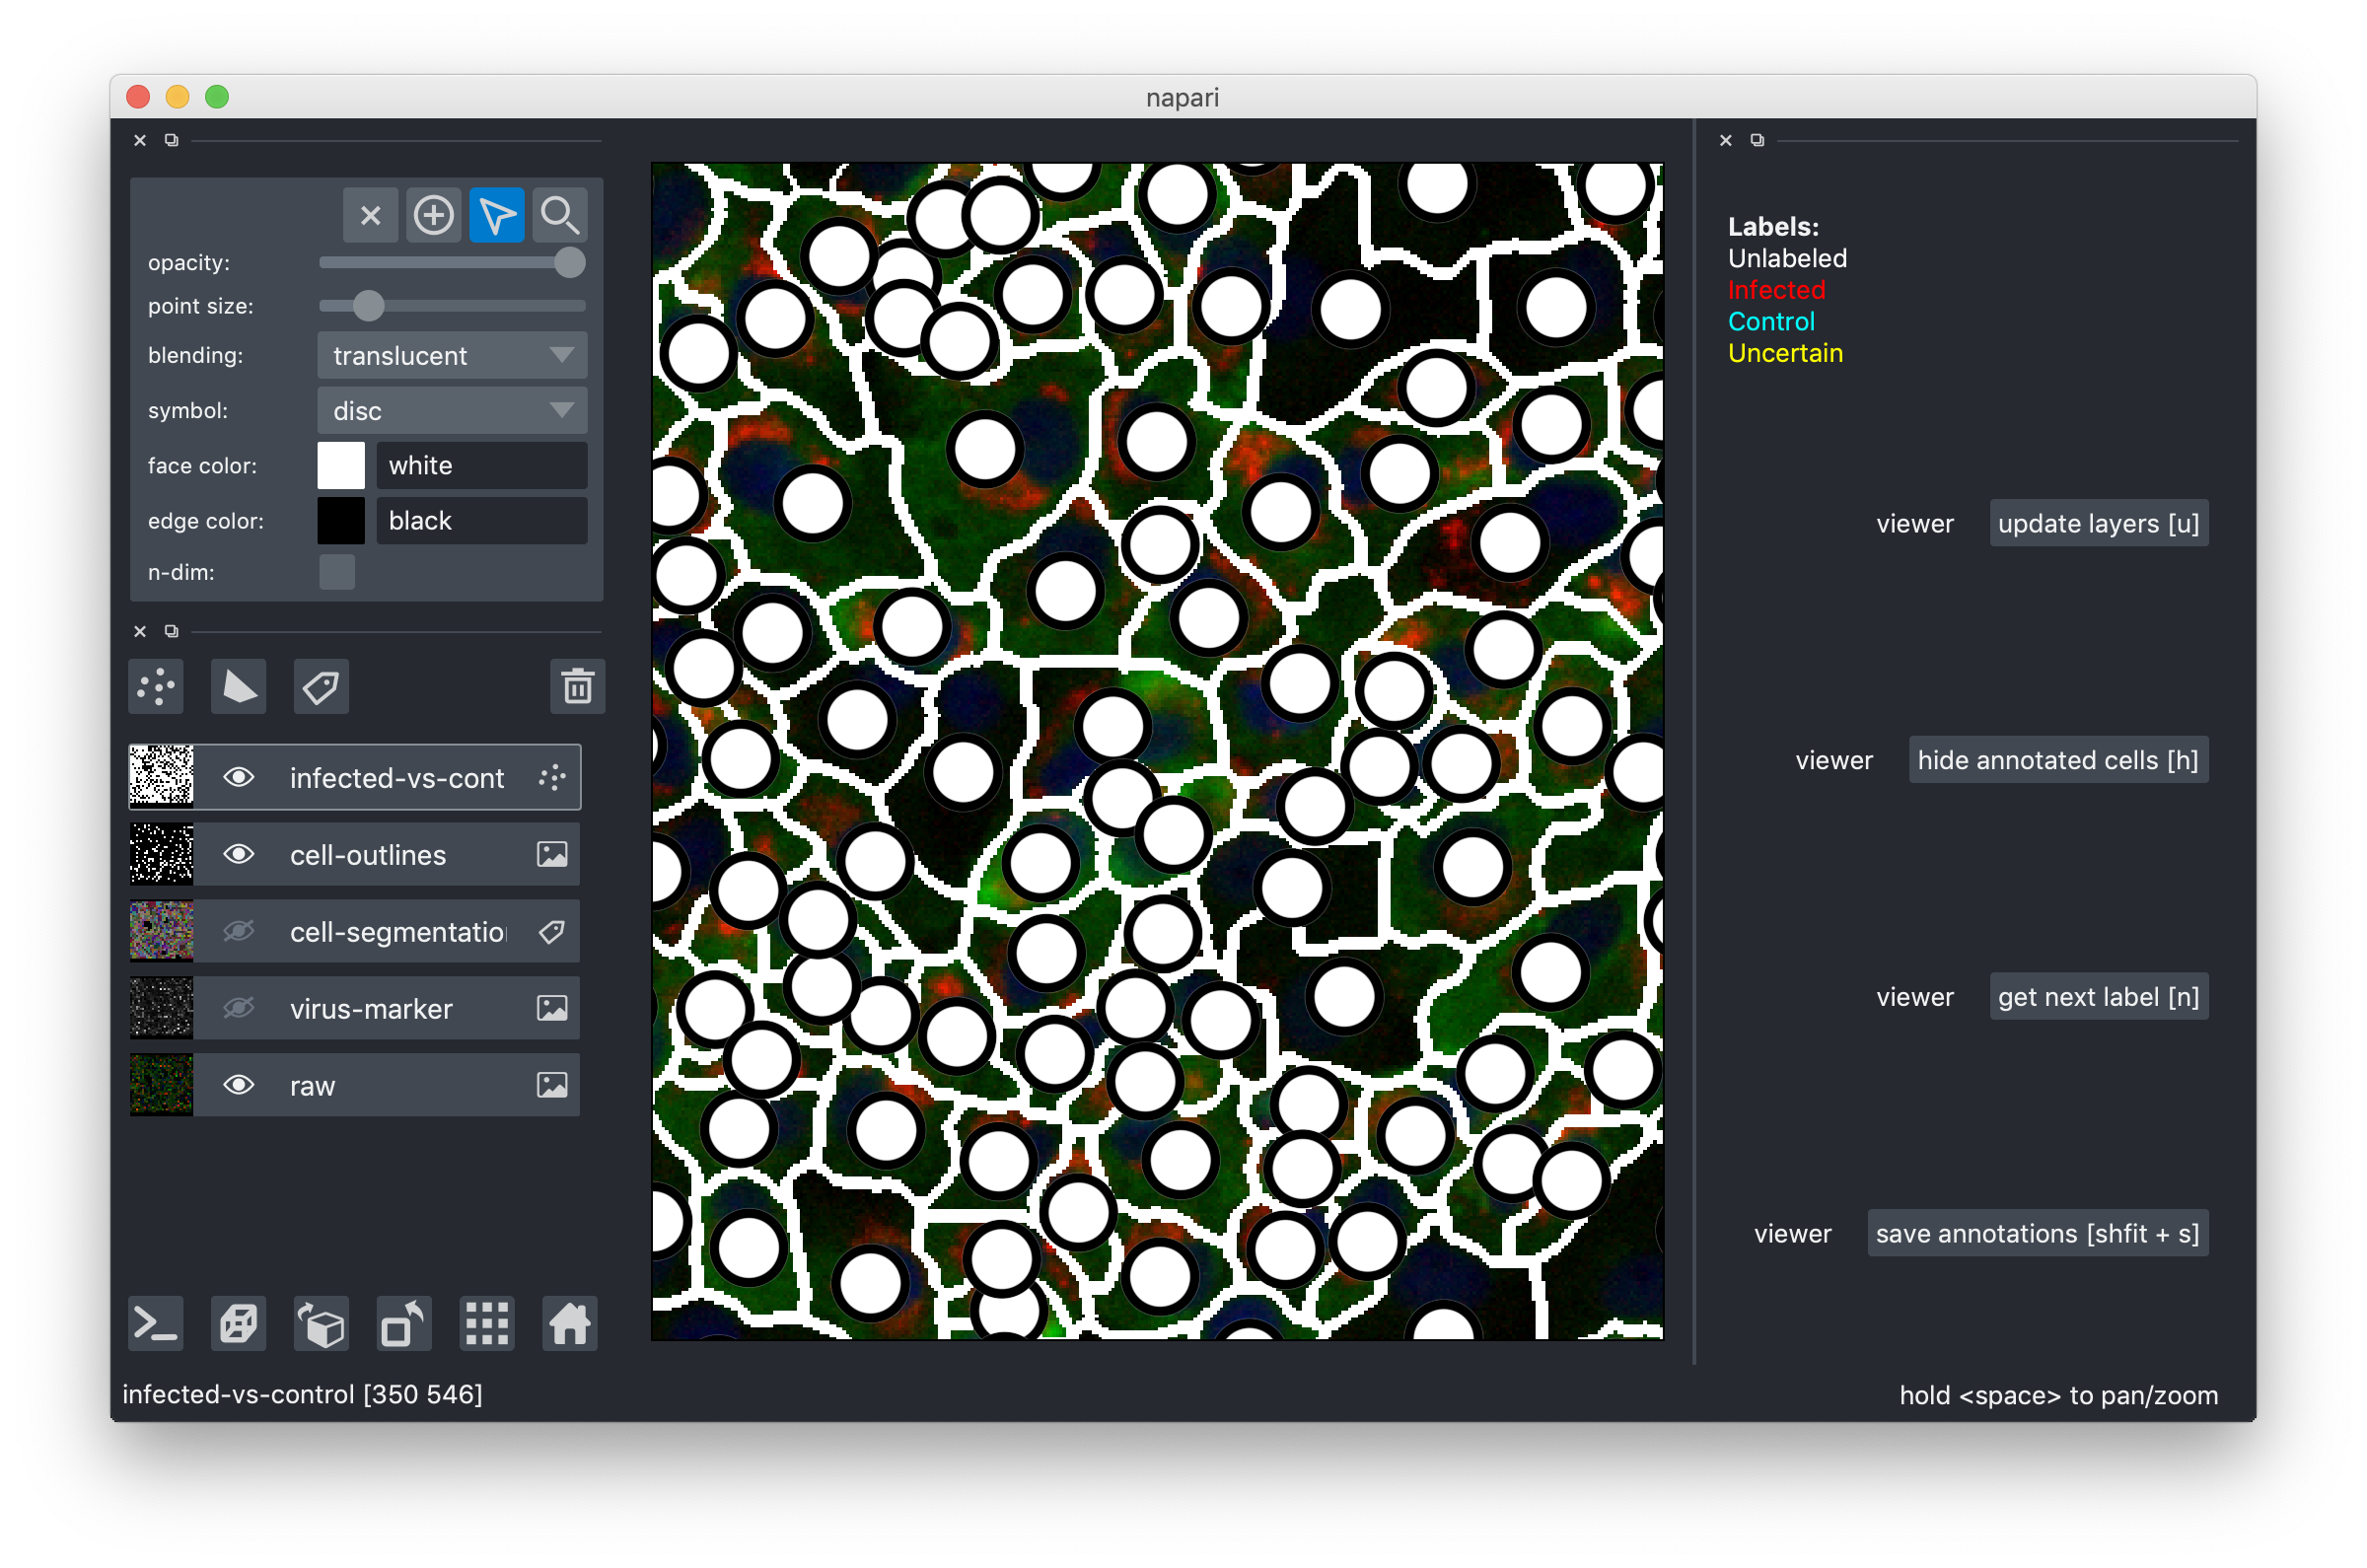 napari
opacity:
point size:
blending: translucent
symbol: disc
face color: white
edge color: black
n-dim:
infected-vs-cont
cell-outlines
cell-segmentatio
virus-marker
raw
infected-vs-control [350 546]
Labels:
Unlabeled
Infected
Control
Uncertain
viewer update layers [u]
viewer hide annotated cells [h]
viewer get next label [n]
viewer save annotations [shfit + s]
hold <space> to pan/zoom